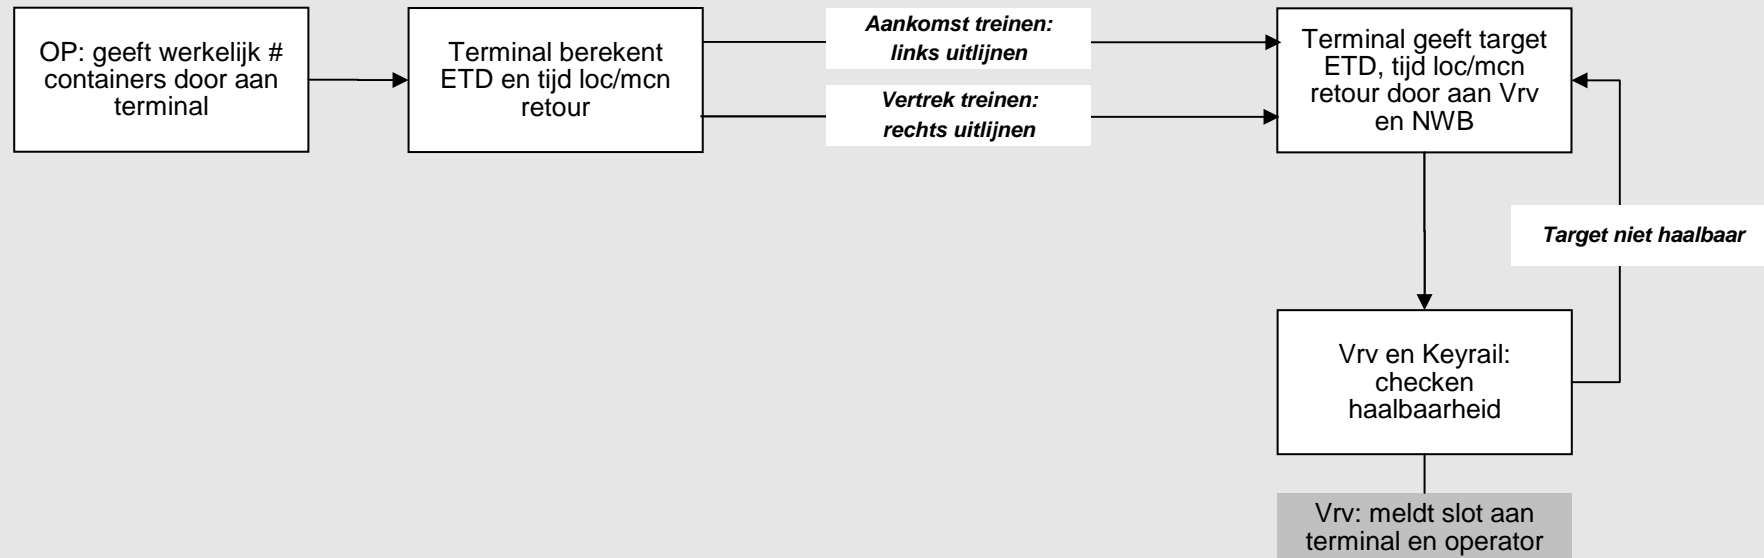 OP: geeft werkelijk #
containers door aan
terminal
Terminal berekent
ETD en tijd loc/mcn
retour
Aankomst treinen:
links uitlijnen
Vertrek treinen:
rechts uitlijnen
Terminal geeft target
ETD, tijd loc/mcn
retour door aan Vrv
en NWB
Target niet haalbaar
Vrv en Keyrail:
checken
haalbaarheid
Vrv: meldt slot aan
terminal en operator